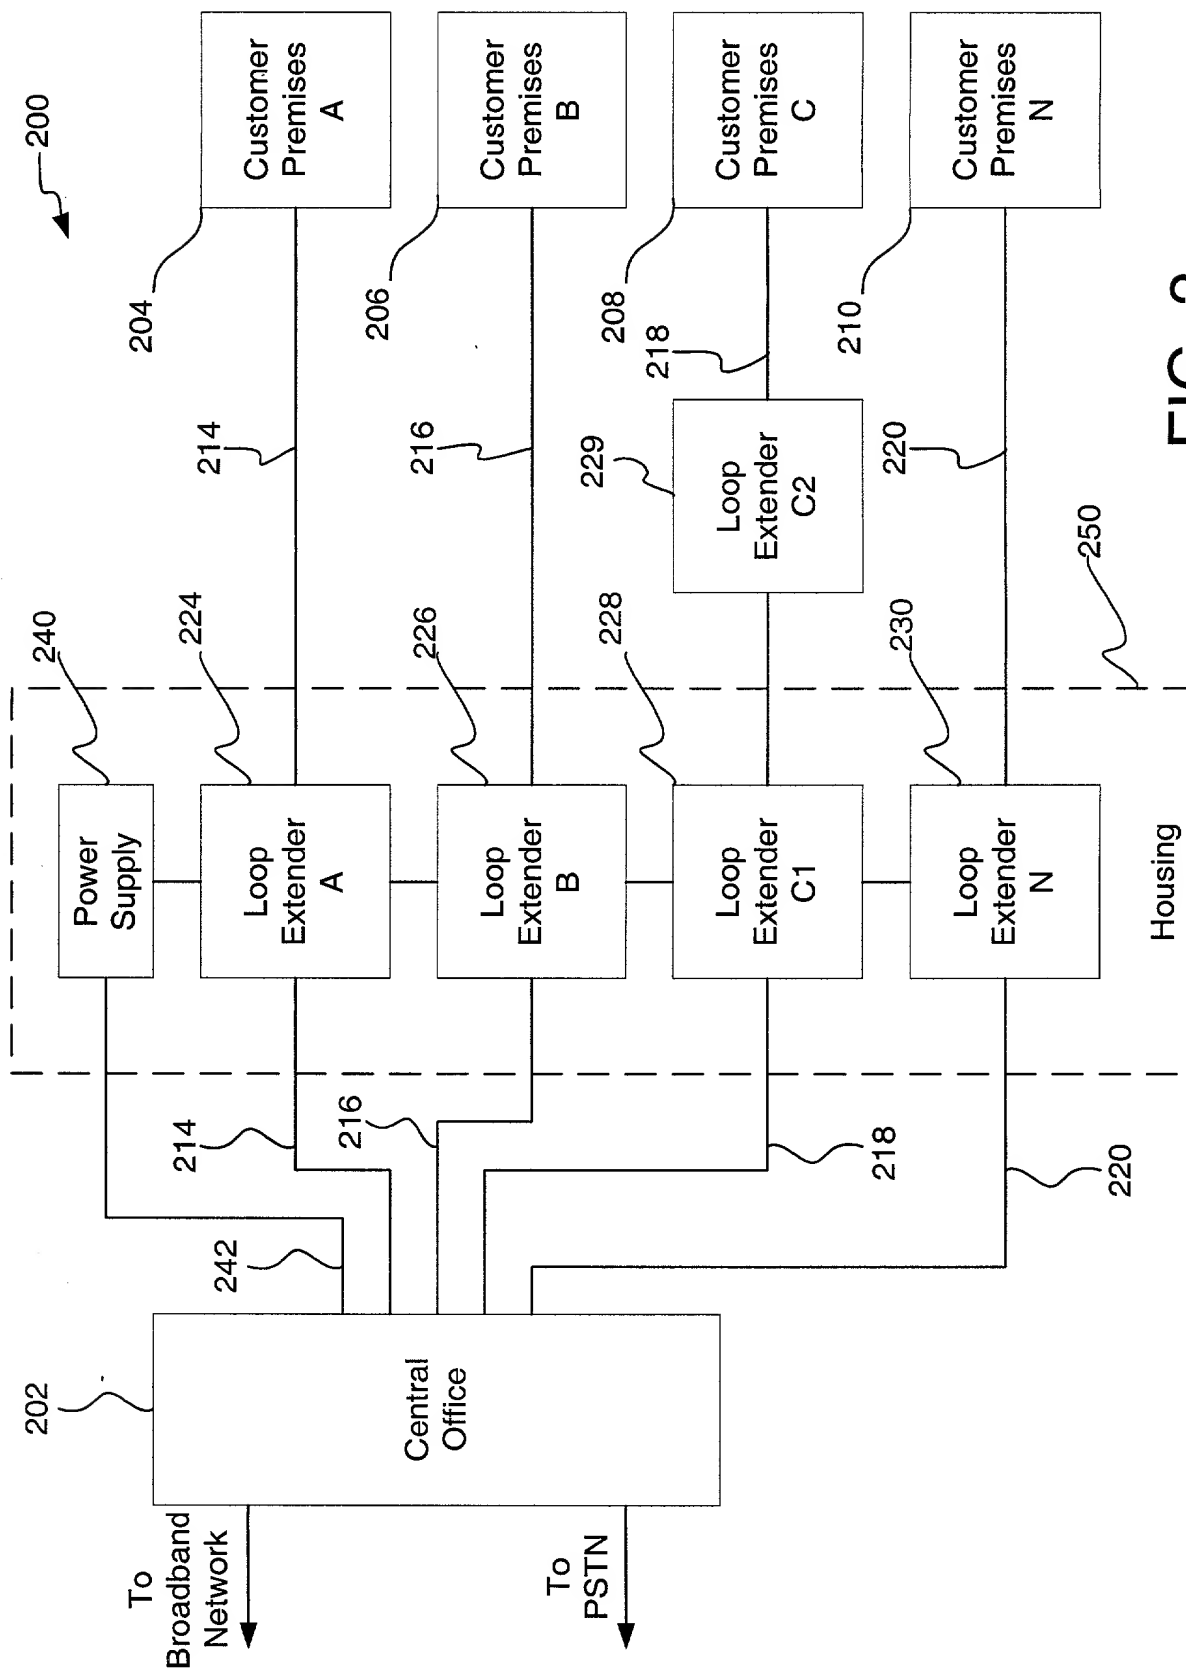 200
Customer
Premises
A
Customer
Premises
B
Customer
Premises
C
Customer
Premises
N
204
206
208
210
214
216
218
220
Loop
Extender
C2
229
240
224
226
228
230
250
Power
Supply
Loop
Extender
A
Loop
Extender
B
Loop
Extender
C1
Loop
Extender
N
Housing
214
216
218
220
242
202
Central
Office
To
Broadband
Network
To
PSTN